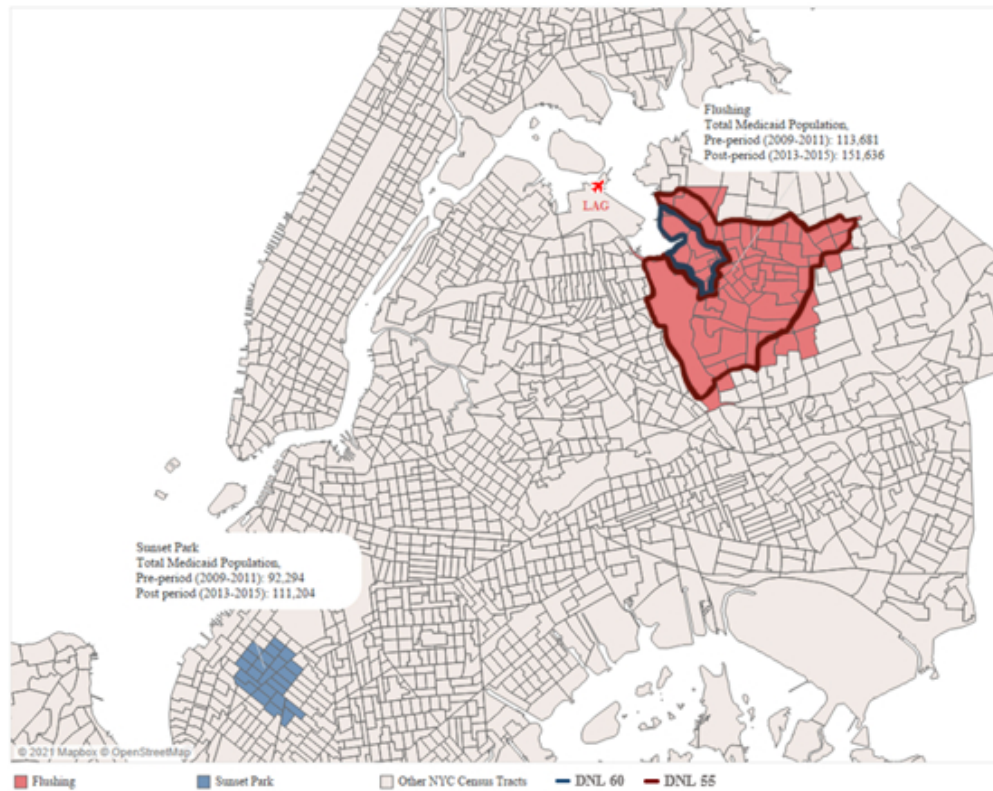 Flushing
Total Medicaid Population,
Pre-period (2009-2011): 113,681
Post-period (2013-2015): 151,636
LAG
Sunset Park
Total Medicaid Population,
Pre-period (2009-2011): 92,294
Post period (2013-2015): 111,204
© 2021 Mapbox © OpenStreetMap
Flushing
Sunset Park
Other NYC Census Tracts
DNL 60
DNL 55